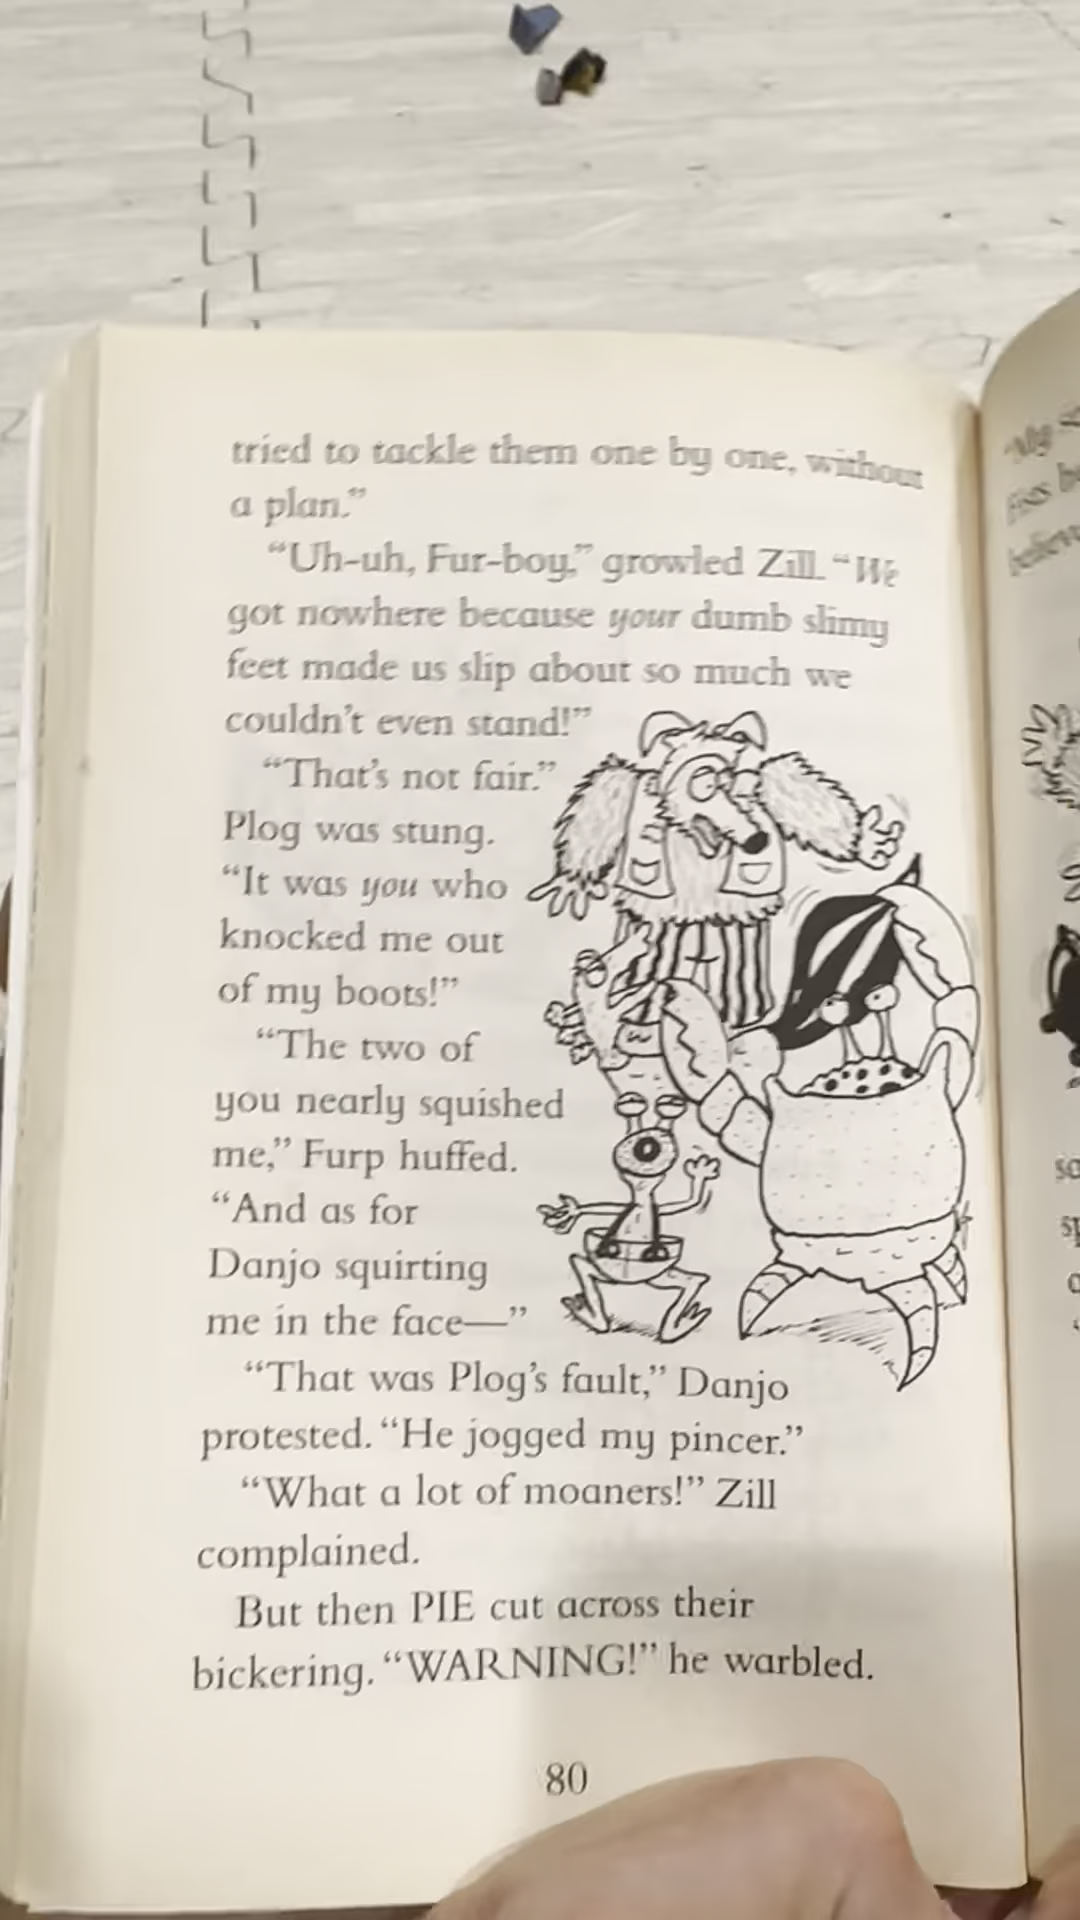 tried to tackle them one by one, without
a plan.”
“Uh-uh, Fur-boy,” growled Zill. “We
got nowhere because your dumb slimy
feet made us slip about so much we
couldn’t even stand!”
“That’s not fair.”
Plog was stung.
“It was you who
knocked me out
of my boots!”
“The two of
you nearly squished
me,” Furp huffed.
“And as for
Danjo squirting
me in the face—”
“That was Plog’s fault,” Danjo
protested. “He jogged my pincer.”
“What a lot of moaners!” Zill
complained.
But then PIE cut across their
bickering. “WARNING!” he warbled.
80